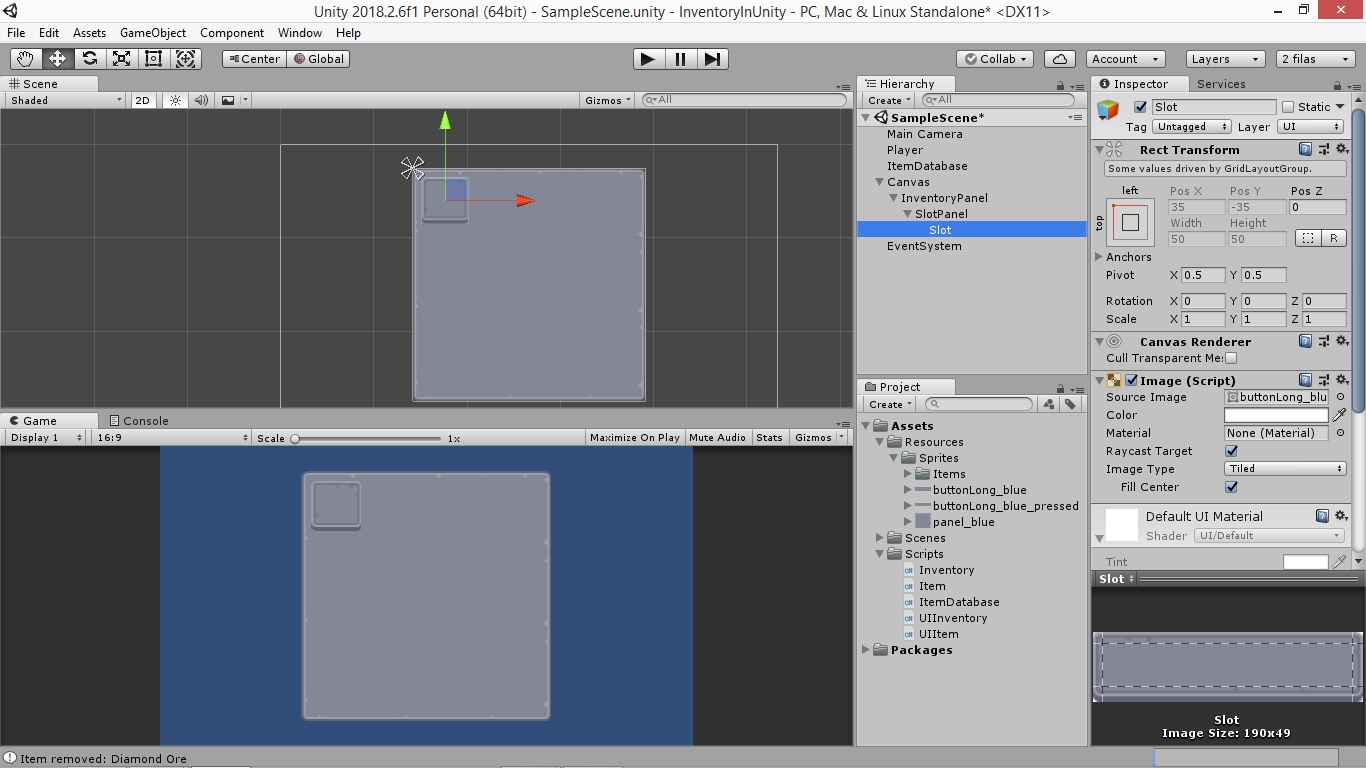 Unity 2018.2.6f1 Personal (64bit) - SampleScene.unity - InventoryInUnity - PC, Mac & Linux Standalone* <DX11>
File Edit Assets GameObject Component Window Help
Center Global Collab Account Layers 2 filas
Scene
Shaded 2D Gizmos All
Hierarchy
Create All
SampleScene*
Main Camera
Player
ItemDatabase
Canvas
InventoryPanel
SlotPanel
Slot
EventSystem
Game Console
Display 1 16:9 Scale 1x Maximize On Play Mute Audio Stats Gizmos
Project
Create
Assets
Resources
Sprites
Items
buttonLong_blue
buttonLong_blue_pressed
panel_blue
Scenes
Scripts
Inventory
Item
ItemDatabase
UIInventory
UIItem
Packages
Inspector Services
Slot Static
Tag Untagged Layer UI
Rect Transform
Some values driven by GridLayoutGroup.
left Pos X Pos Y Pos Z
top 35 -35 0
Width Height
50 50 R
Anchors
Pivot X 0.5 Y 0.5
Rotation X 0 Y 0 Z 0
Scale X 1 Y 1 Z 1
Canvas Renderer
Cull Transparent Me:
Image (Script)
Source Image buttonLong_blu
Color
Material None (Material)
Raycast Target
Image Type Tiled
Fill Center
Default UI Material
Shader UI/Default
Tint
Slot
Slot
Image Size: 190x49
Item removed: Diamond Ore